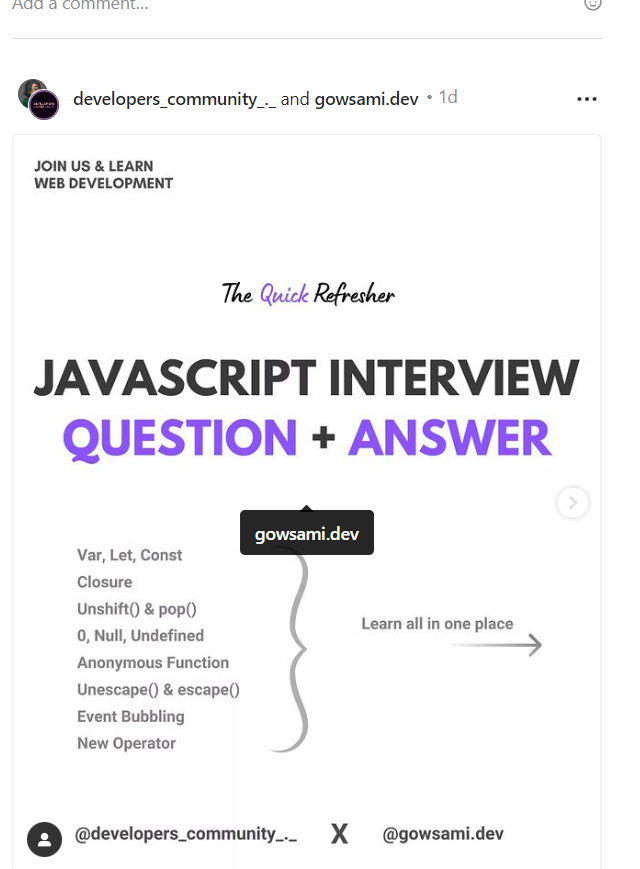 Add a comment...
developers_community_._ and gowsami.dev • 1d
JOIN US & LEARN
WEB DEVELOPMENT
The Quick Refresher
JAVASCRIPT INTERVIEW
QUESTION + ANSWER
gowsami.dev
Var, Let, Const
Closure
Unshift() & pop()
0, Null, Undefined
Anonymous Function
Unescape() & escape()
Event Bubbling
New Operator
Learn all in one place
@developers_community_._ X @gowsami.dev